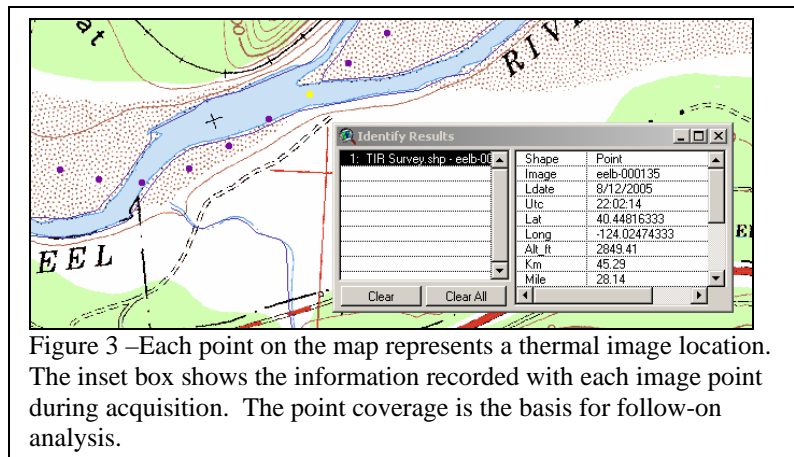 at
00
RIV
Identify Results
1: TIR Survey.shp - eelb-00
Shape Point
Image eelb-000135
Ldate 8/12/2005
Utc 22:02:14
Lat 40.44816333
Long -124.02474333
Alt_ft 2849.41
Km 45.29
Mile 28.14
Clear Clear All
EEL
Figure 3 –Each point on the map represents a thermal image location.
The inset box shows the information recorded with each image point
during acquisition. The point coverage is the basis for follow-on
analysis.